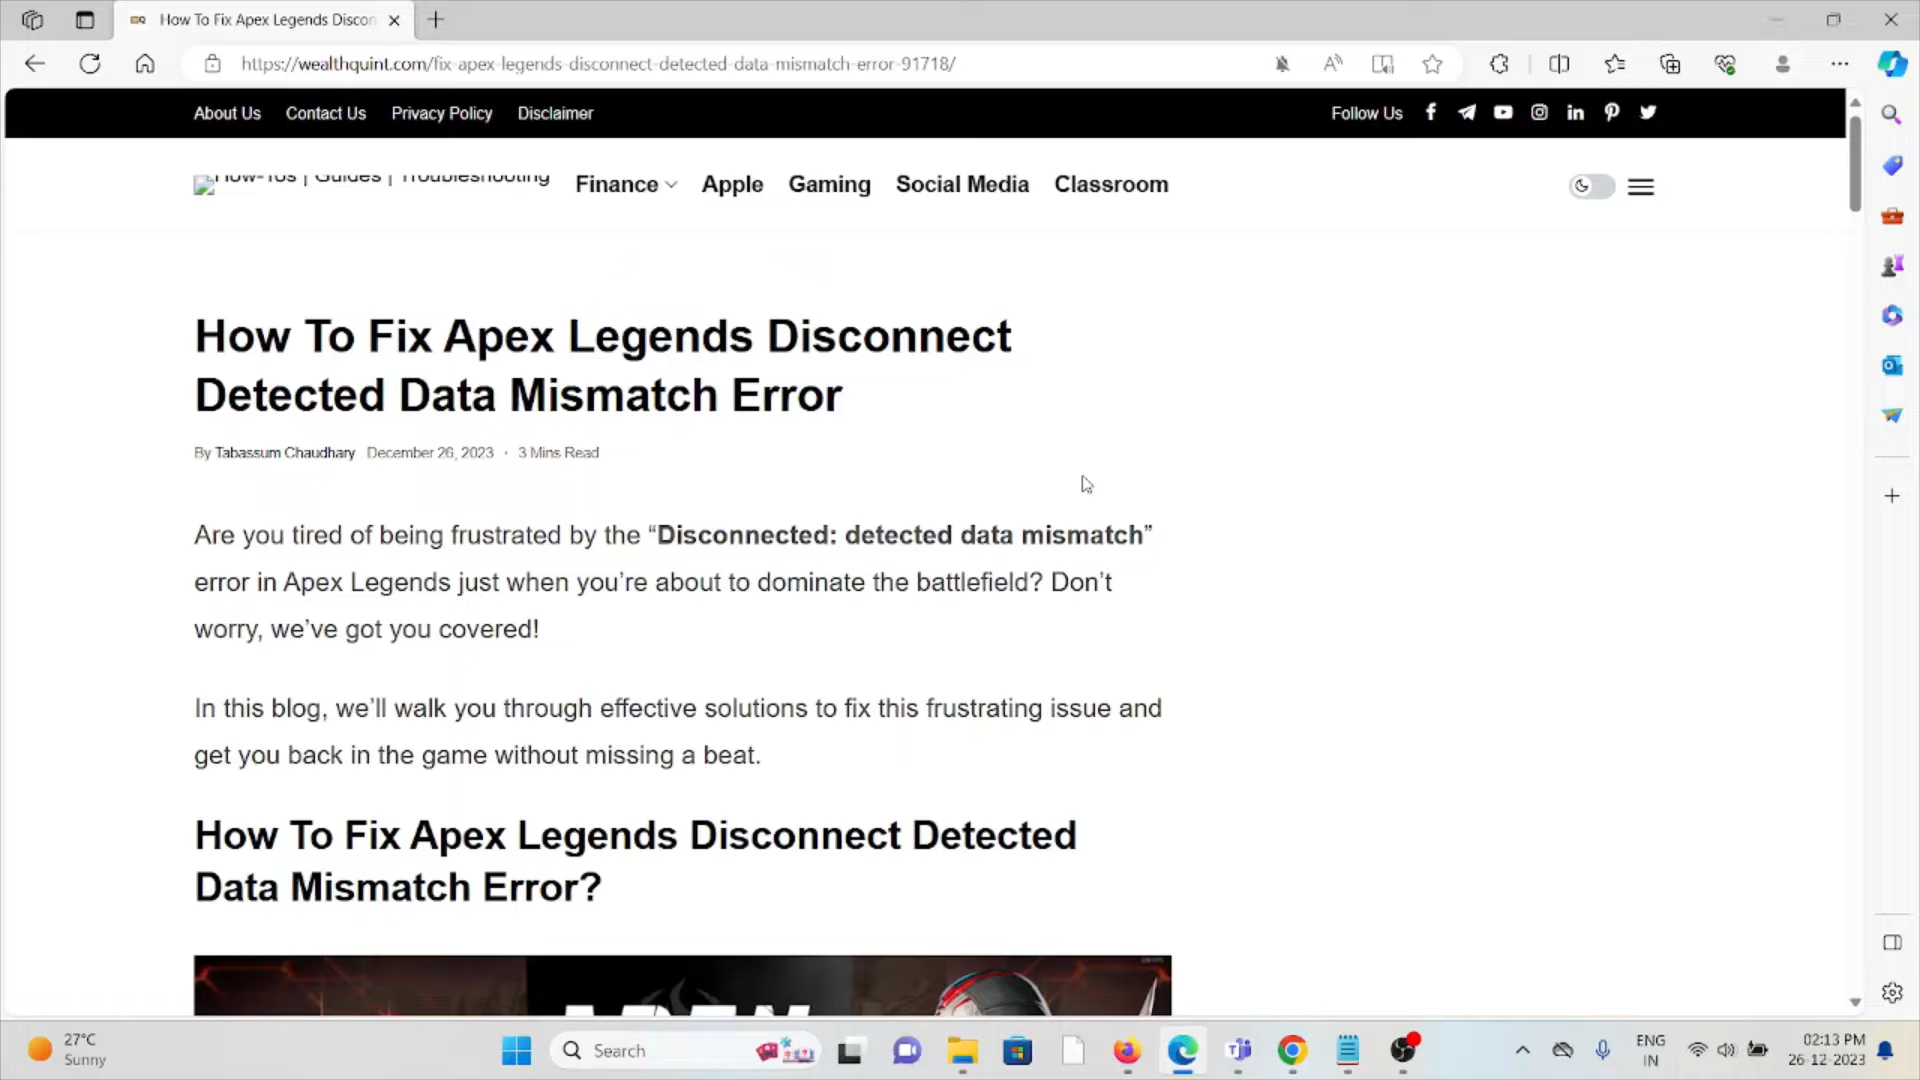 How To Fix Apex Legends Discon
https://wealthquint.com/fix-apex-legends-disconnect-detected-data-mismatch-error-91718/
About Us Contact Us Privacy Policy Disclaimer Follow Us
How-Tos | Guides | Troubleshooting Finance Apple Gaming Social Media Classroom
How To Fix Apex Legends Disconnect
Detected Data Mismatch Error
By Tabassum Chaudhary December 26, 2023 · 3 Mins Read
Are you tired of being frustrated by the “Disconnected: detected data mismatch”
error in Apex Legends just when you’re about to dominate the battlefield? Don’t
worry, we’ve got you covered!
In this blog, we’ll walk you through effective solutions to fix this frustrating issue and
get you back in the game without missing a beat.
How To Fix Apex Legends Disconnect Detected
Data Mismatch Error?
27°C
Sunny
Search
ENG
IN
02:13 PM
26-12-2023